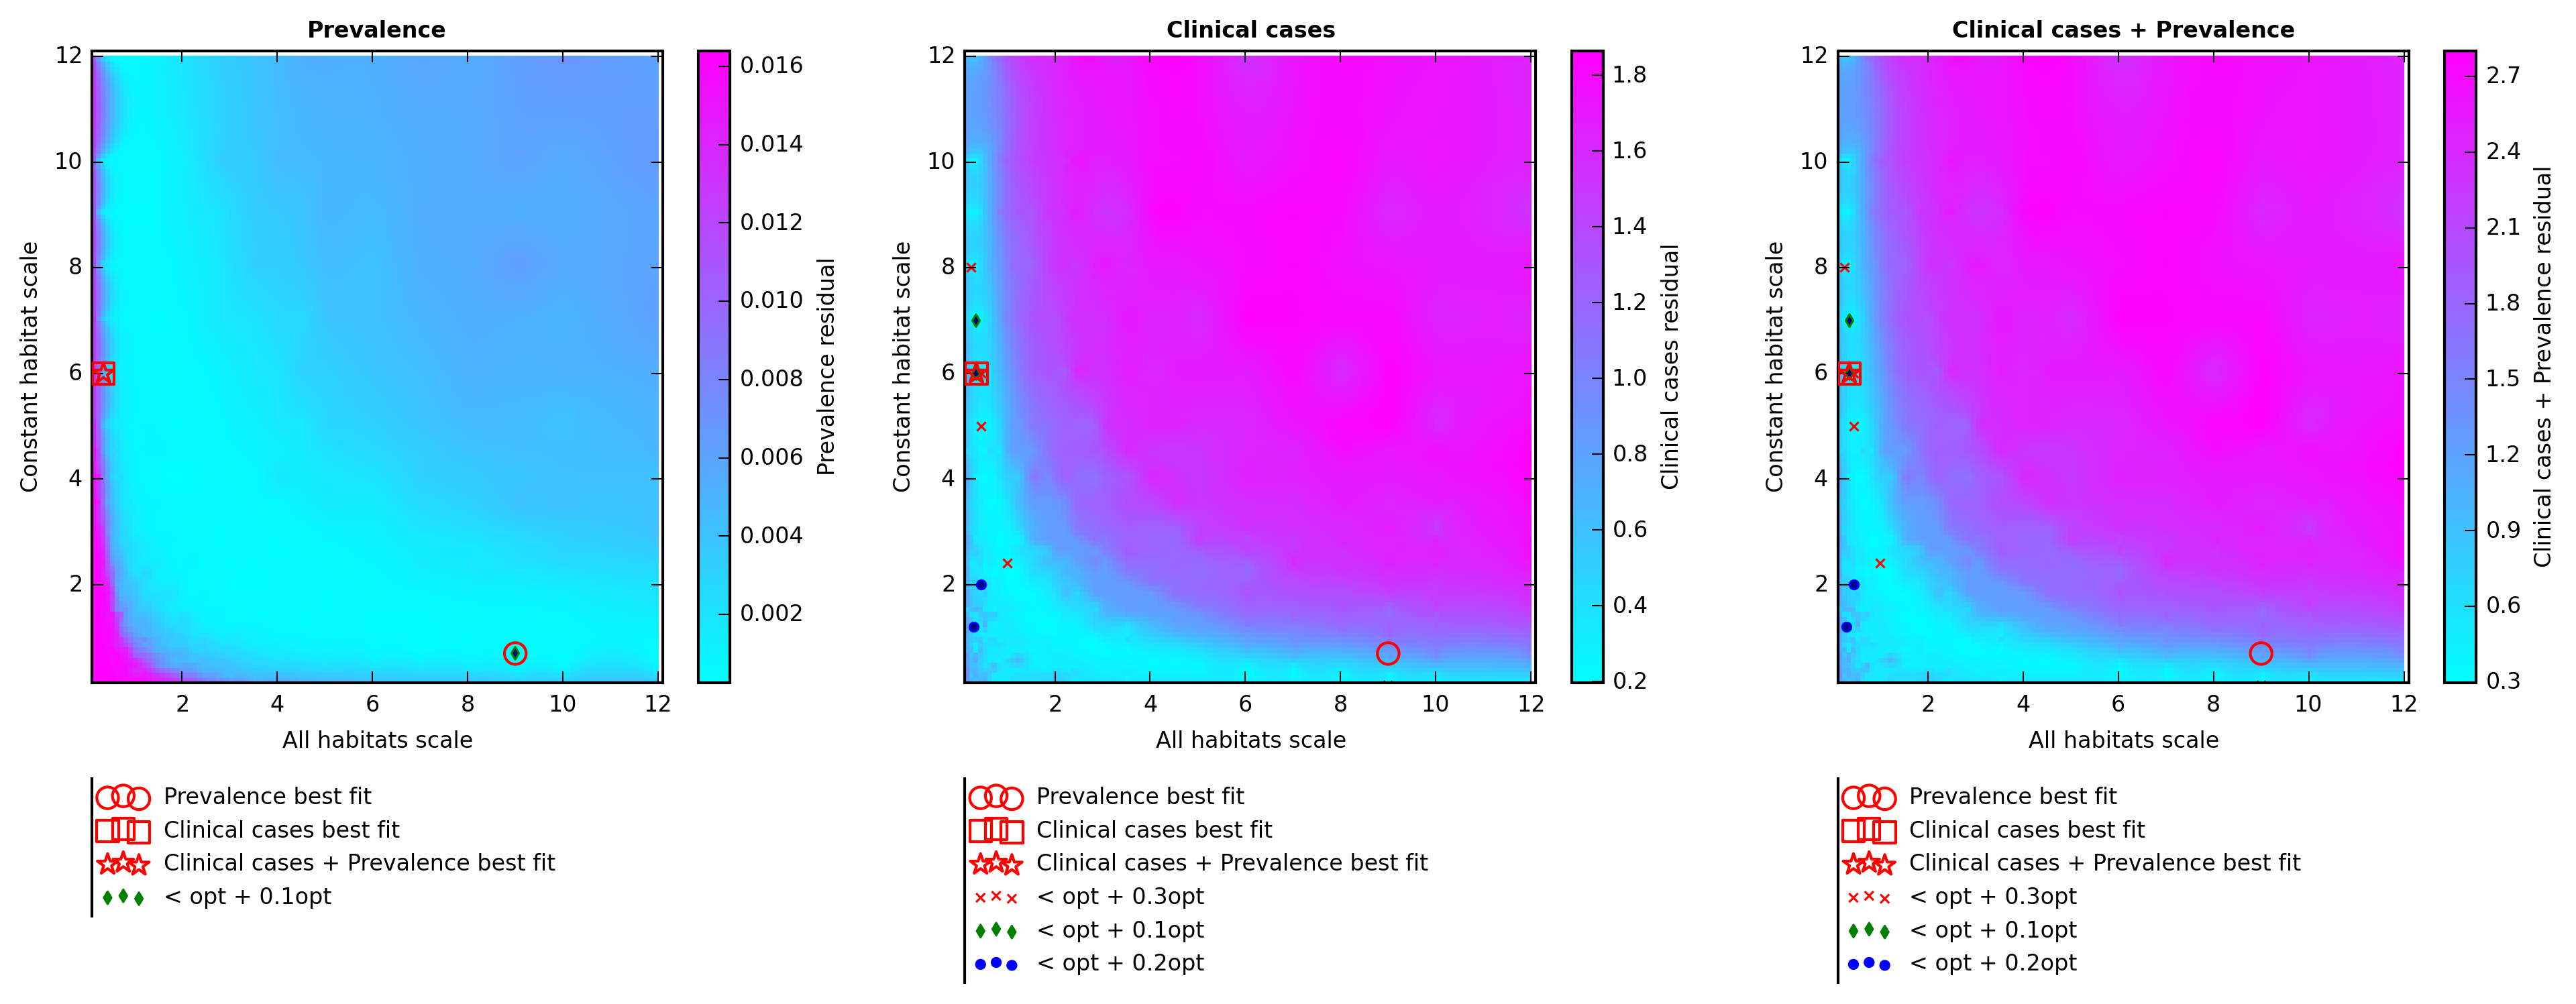 Prevalence
12
10
8
6
4
2
Constant habitat scale
2 4 6 8 10 12
All habitats scale
0.016
0.014
0.012
0.010
0.008
0.006
0.004
0.002
Prevalence residual
Prevalence best fit
Clinical cases best fit
Clinical cases + Prevalence best fit
< opt + 0.1opt
Clinical cases
12
10
8
6
4
2
Constant habitat scale
2 4 6 8 10 12
All habitats scale
1.8
1.6
1.4
1.2
1.0
0.8
0.6
0.4
0.2
Clinical cases residual
Prevalence best fit
Clinical cases best fit
Clinical cases + Prevalence best fit
< opt + 0.3opt
< opt + 0.1opt
< opt + 0.2opt
Clinical cases + Prevalence
12
10
8
6
4
2
Constant habitat scale
2 4 6 8 10 12
All habitats scale
2.7
2.4
2.1
1.8
1.5
1.2
0.9
0.6
0.3
Clinical cases + Prevalence residual
Prevalence best fit
Clinical cases best fit
Clinical cases + Prevalence best fit
< opt + 0.3opt
< opt + 0.1opt
< opt + 0.2opt